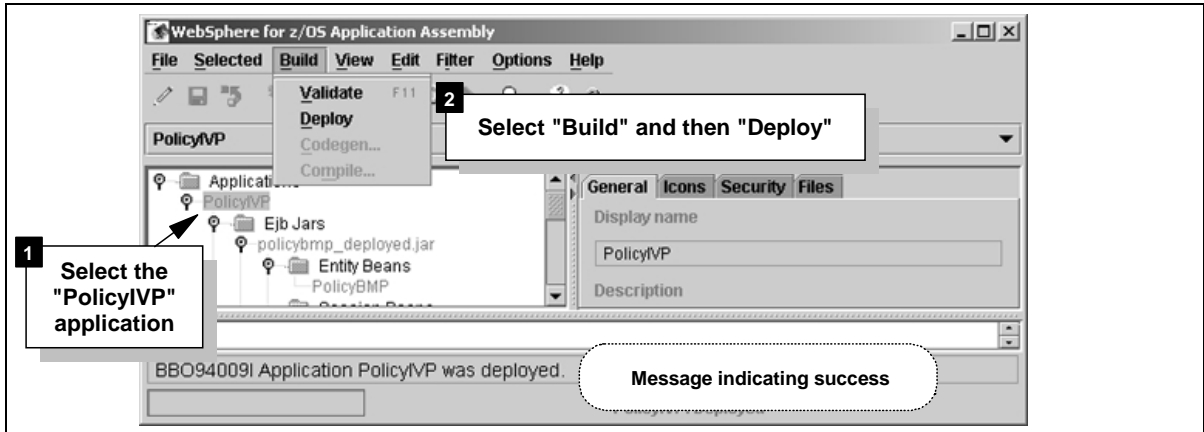 WebSphere for z/OS Application Assembly
File Selected Build View Edit Filter Options Help
Validate F11
Deploy
Codegen...
Compile...
2
Select "Build" and then "Deploy"
PolicyIVP
Applications
PolicyIVP
Ejb Jars
policybmp_deployed.jar
Entity Beans
PolicyBMP
General Icons Security Files
Display name
PolicyIVP
Description
1
Select the
"PolicyIVP"
application
BBO94009I Application PolicyIVP was deployed.
Message indicating success